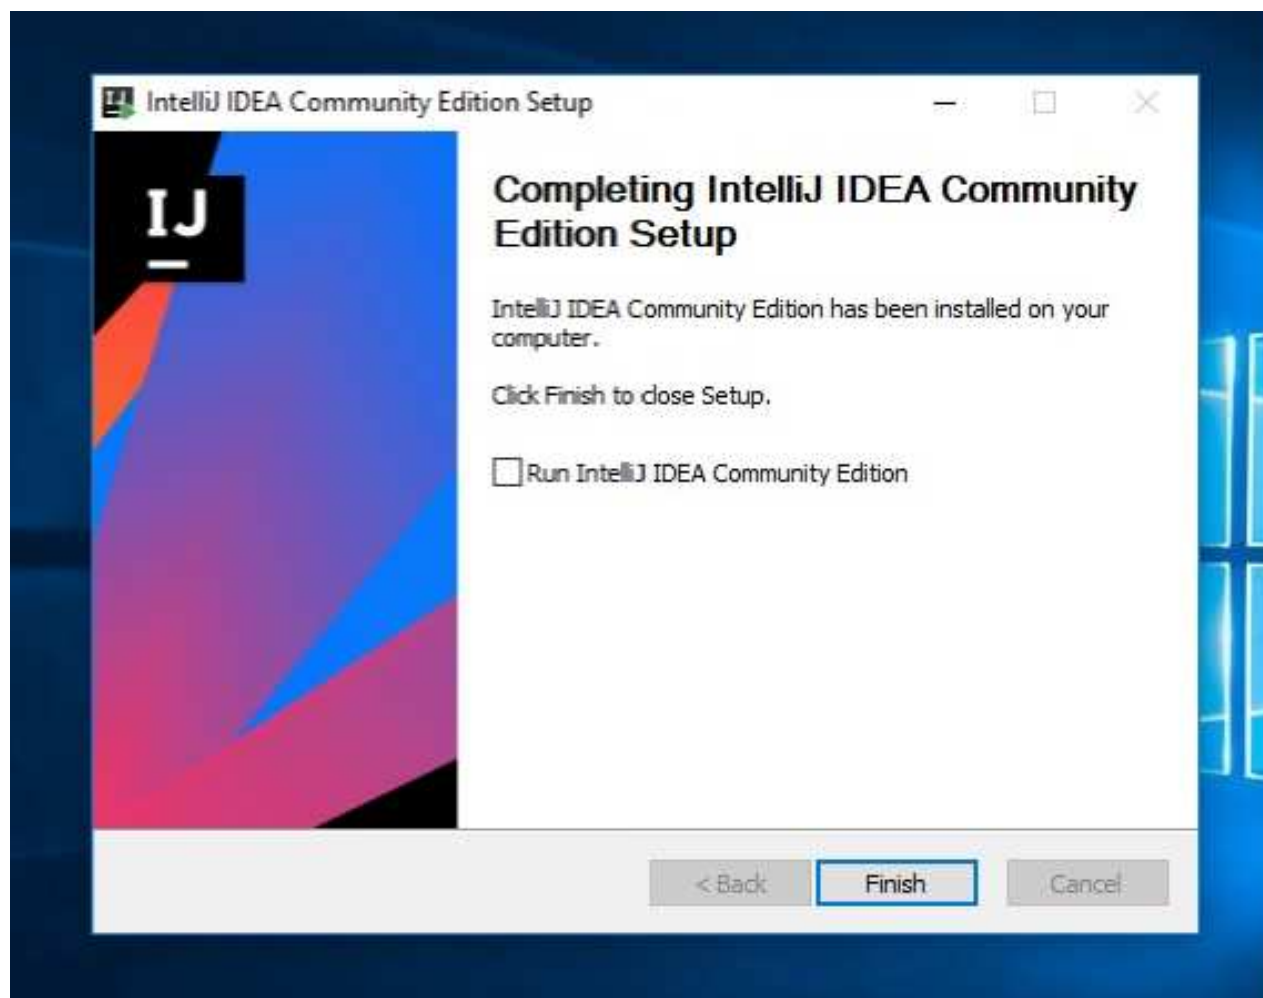 IntelliJ IDEA Community Edition Setup
IJ
Completing IntelliJ IDEA Community
Edition Setup
IntelliJ IDEA Community Edition has been installed on your
computer.
Click Finish to close Setup.
Run IntelliJ IDEA Community Edition
< Back Finish Cancel